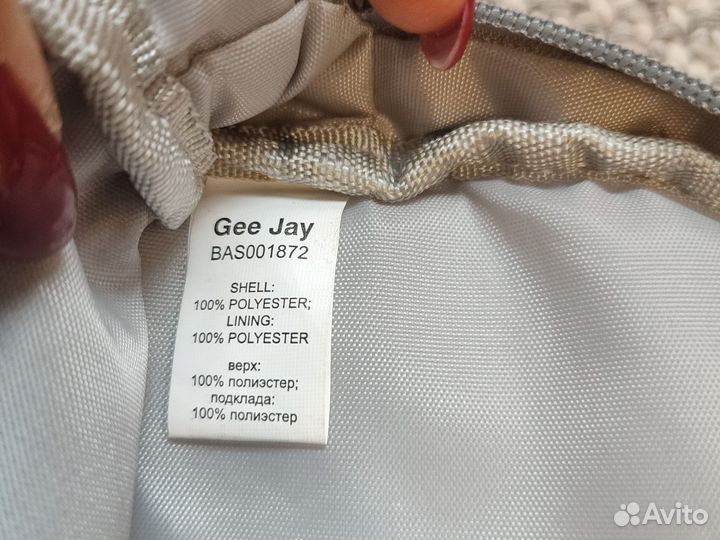 Gee Jay
BAS001872
SHELL:
100% POLYESTER;
LINING:
100% POLYESTER
верх:
100% полиэстер;
подклада:
100% полиэстер
Avito